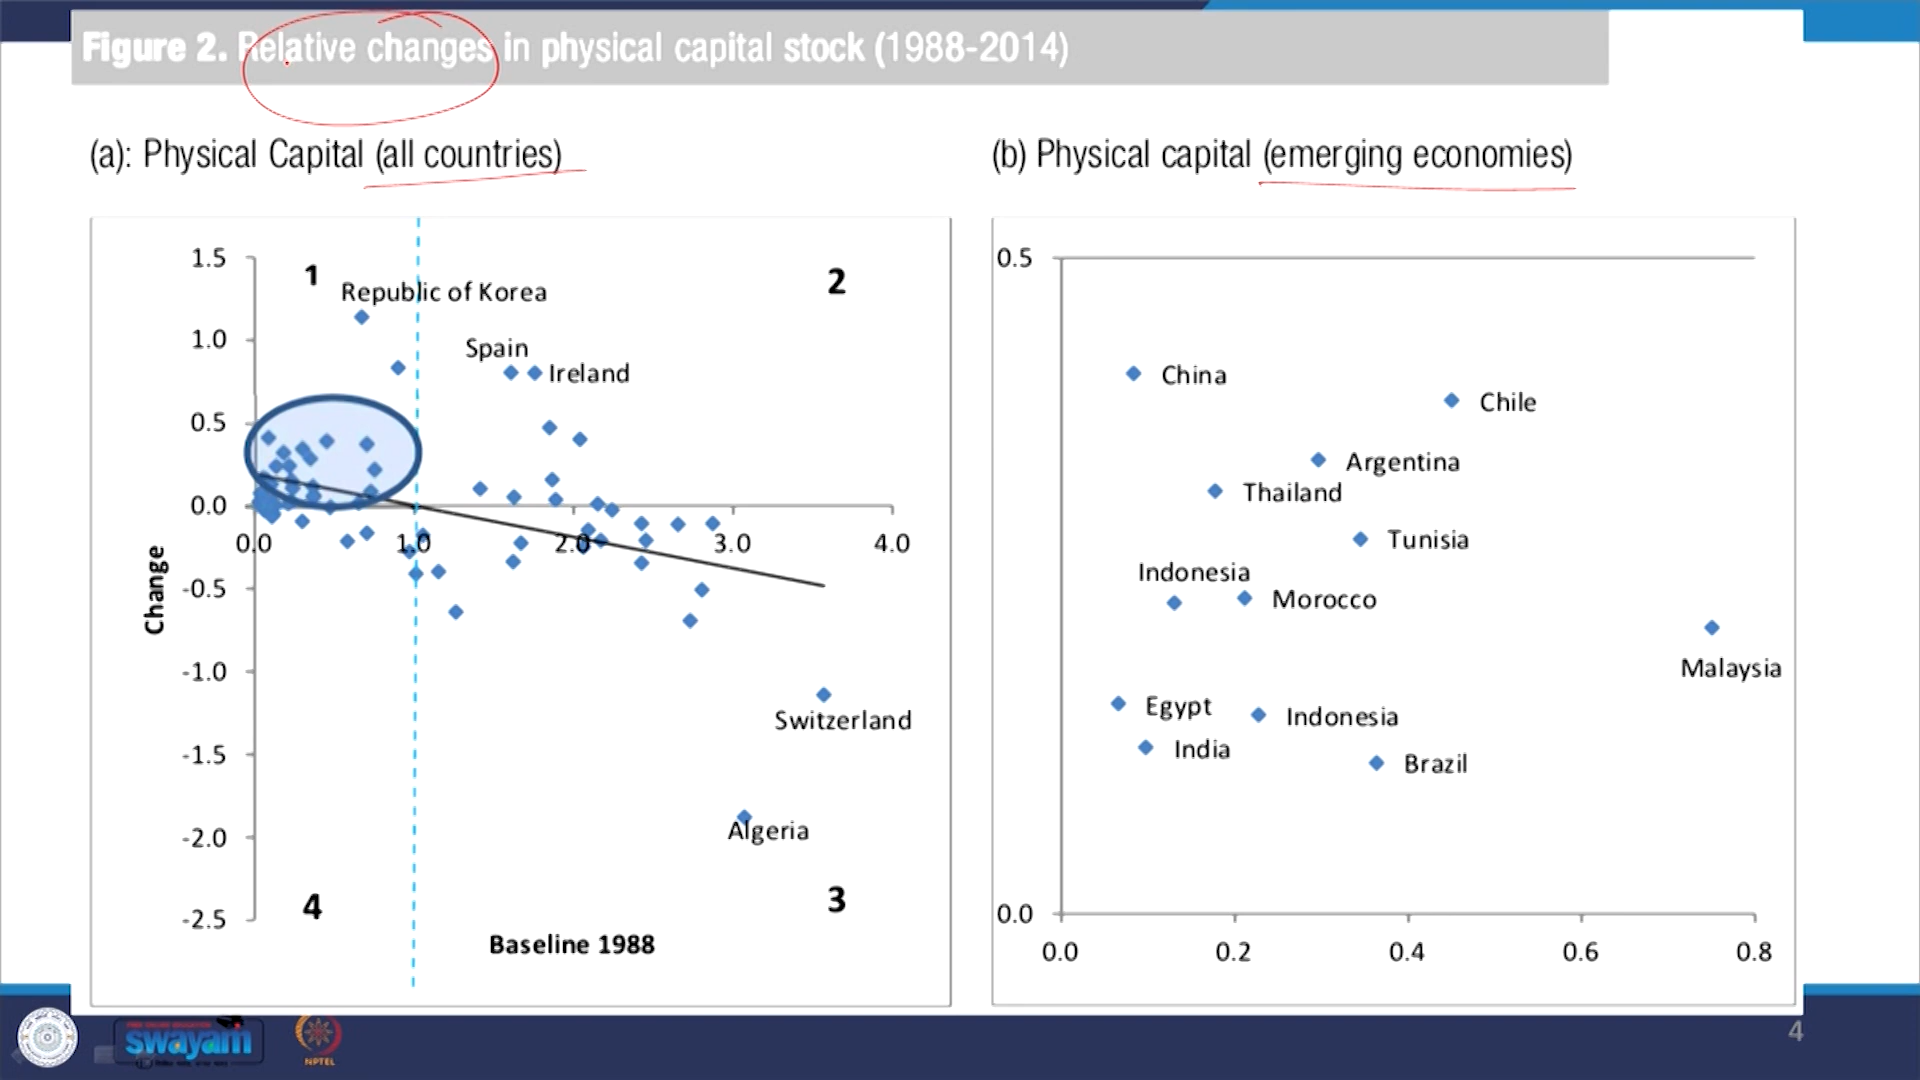 Figure 2. Relative changes in physical capital stock (1988-2014)
(a): Physical Capital (all countries)
(b) Physical capital (emerging economies)
1.5
1.0
0.5
0.0
-0.5
-1.0
-1.5
-2.0
-2.5
Change
0.0 1.0 2.0 3.0 4.0
Baseline 1988
1
2
3
4
Republic of Korea
Spain
Ireland
Switzerland
Algeria
0.5
0.0
0.0 0.2 0.4 0.6 0.8
China
Chile
Argentina
Thailand
Tunisia
Indonesia
Morocco
Malaysia
Egypt
Indonesia
India
Brazil
swayam
NPTEL
4